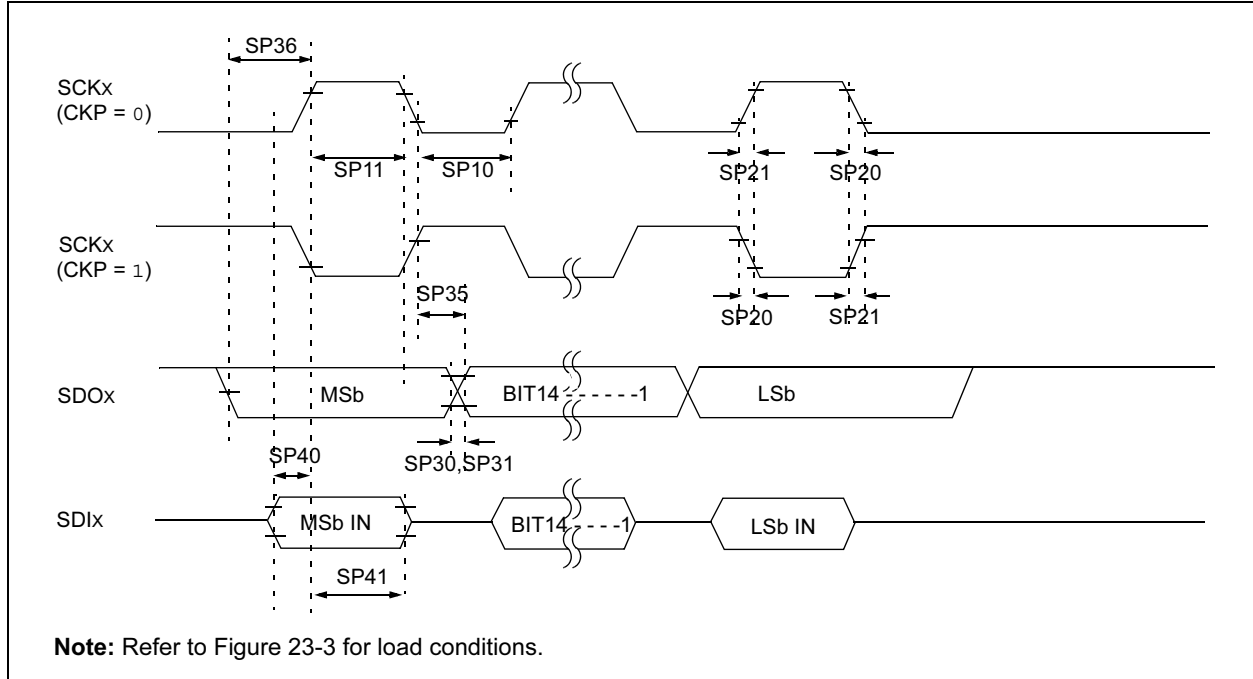 SP36
SCKx
(CKP = 0)
SP11
SP10
SP21
SP20
SCKx
(CKP = 1)
SP35
SP20
SP21
SDOx
MSb
BIT14 - - - - - -1
LSb
SP40
SP30,SP31
SDIx
MSb IN
BIT14 - - - - -1
LSb IN
SP41
Note: Refer to Figure 23-3 for load conditions.